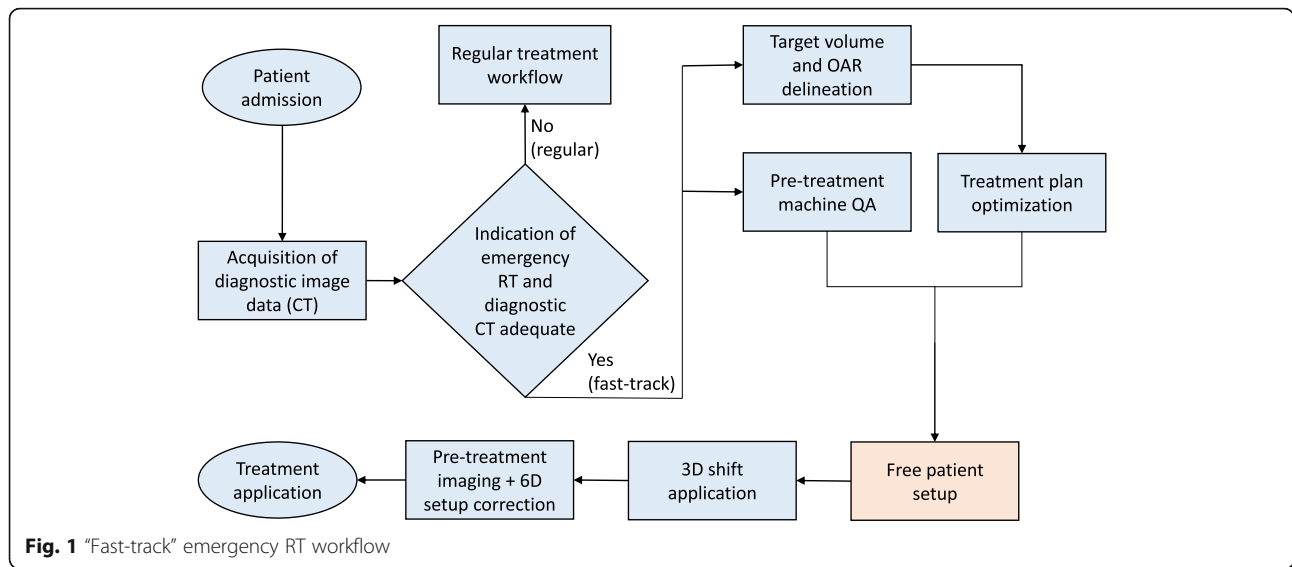 Patient
admission
Acquisition of
diagnostic image
data (CT)
Regular treatment
workflow
No
(regular)
Indication of
emergency
RT and
diagnostic
CT adequate
Yes
(fast-track)
Target volume
and OAR
delineation
Pre-treatment
machine QA
Treatment plan
optimization
Free patient
setup
3D shift
application
Pre-treatment
imaging + 6D
setup correction
Treatment
application
Fig. 1 "Fast-track" emergency RT workflow